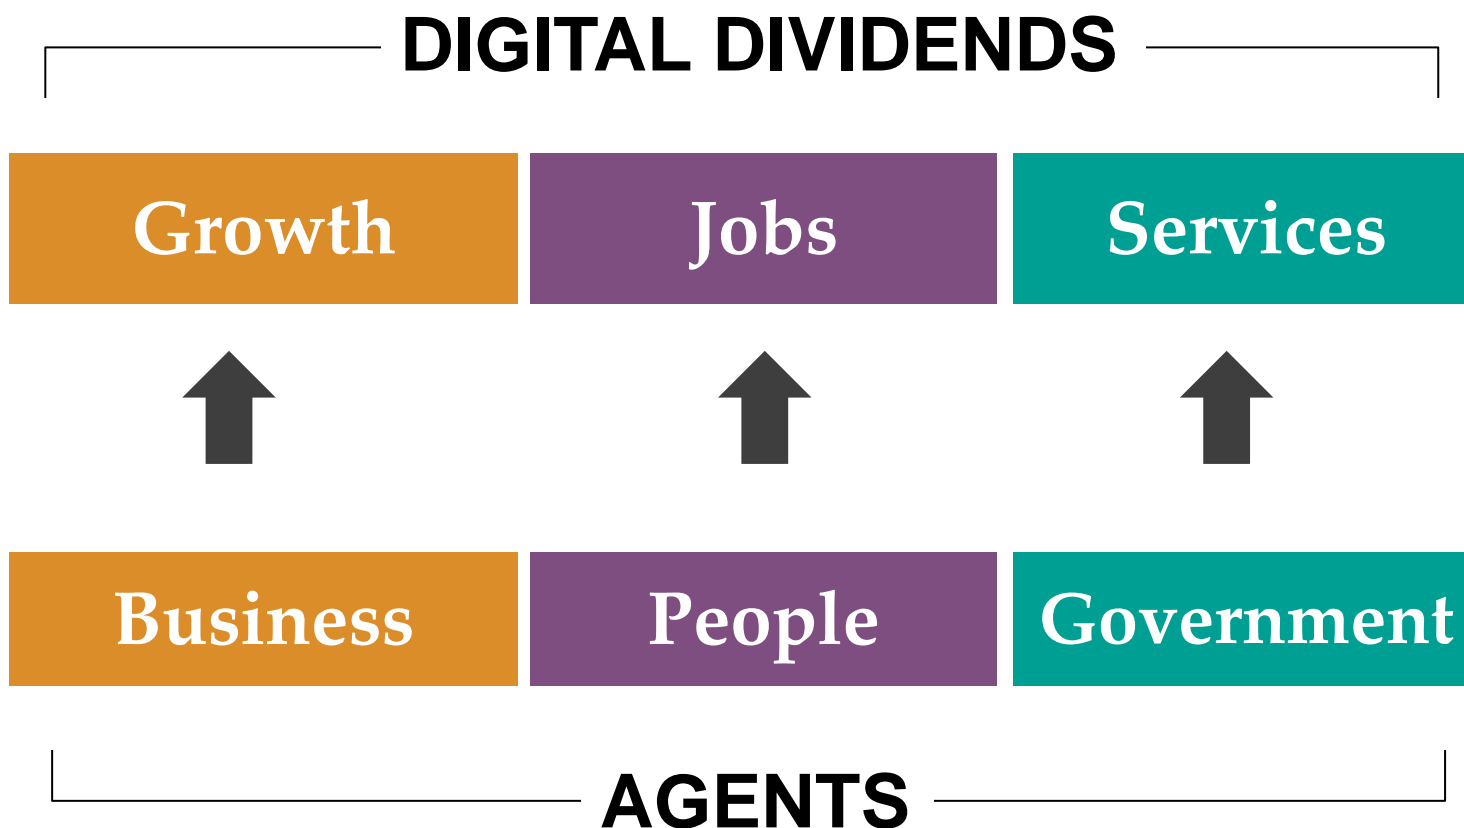 DIGITAL DIVIDENDS
Growth
Jobs
Services
Business
People
Government
AGENTS